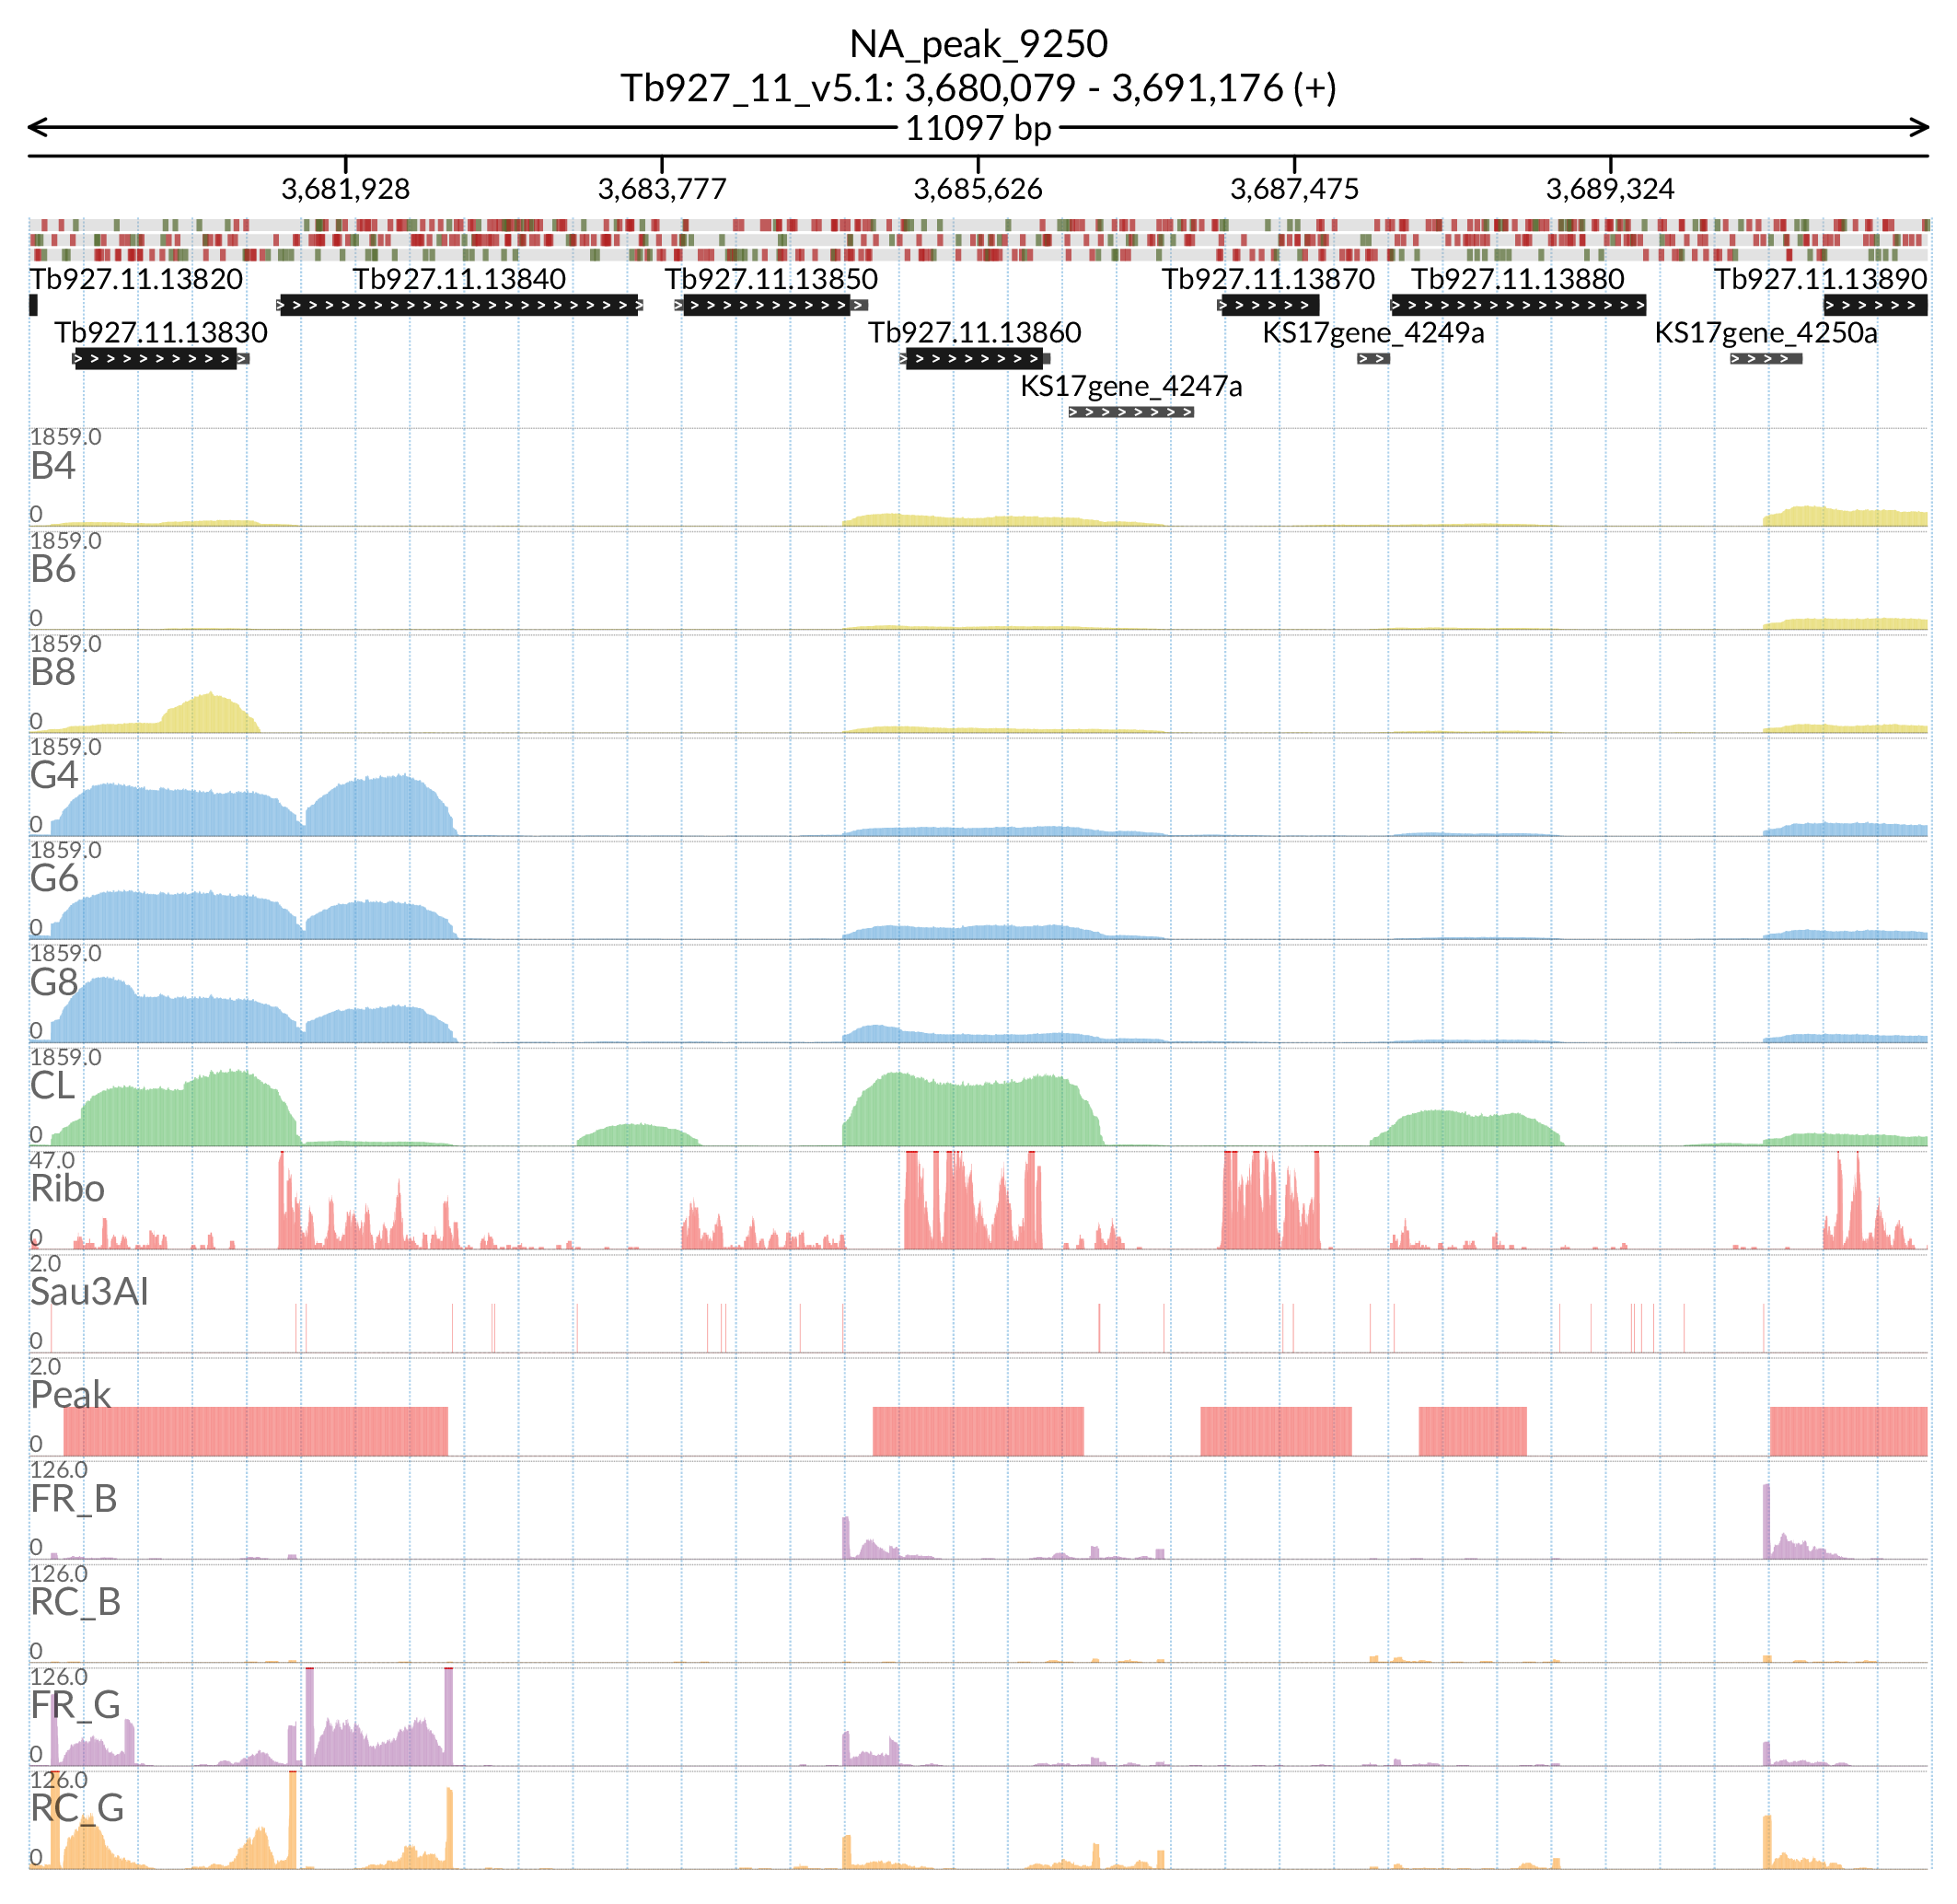 NA_peak_9250
Tb927_11_v5.1: 3,680,079 - 3,691,176 (+)
11097 bp
3,681,928 3,683,777 3,685,626 3,687,475 3,689,324
Tb927.11.13820 Tb927.11.13840 Tb927.11.13850 Tb927.11.13870 Tb927.11.13880 Tb927.11.13890
Tb927.11.13830 Tb927.11.13860 KS17gene_4249a KS17gene_4250a
KS17gene_4247a
1859.0
B4
0
1859.0
B6
0
1859.0
B8
0
1859.0
G4
0
1859.0
G6
0
1859.0
G8
0
1859.0
CL
0
47.0
Ribo
0
2.0
Sau3AI
0
2.0
Peak
0
126.0
FR_B
0
126.0
RC_B
0
126.0
FR_G
0
126.0
RC_G
0